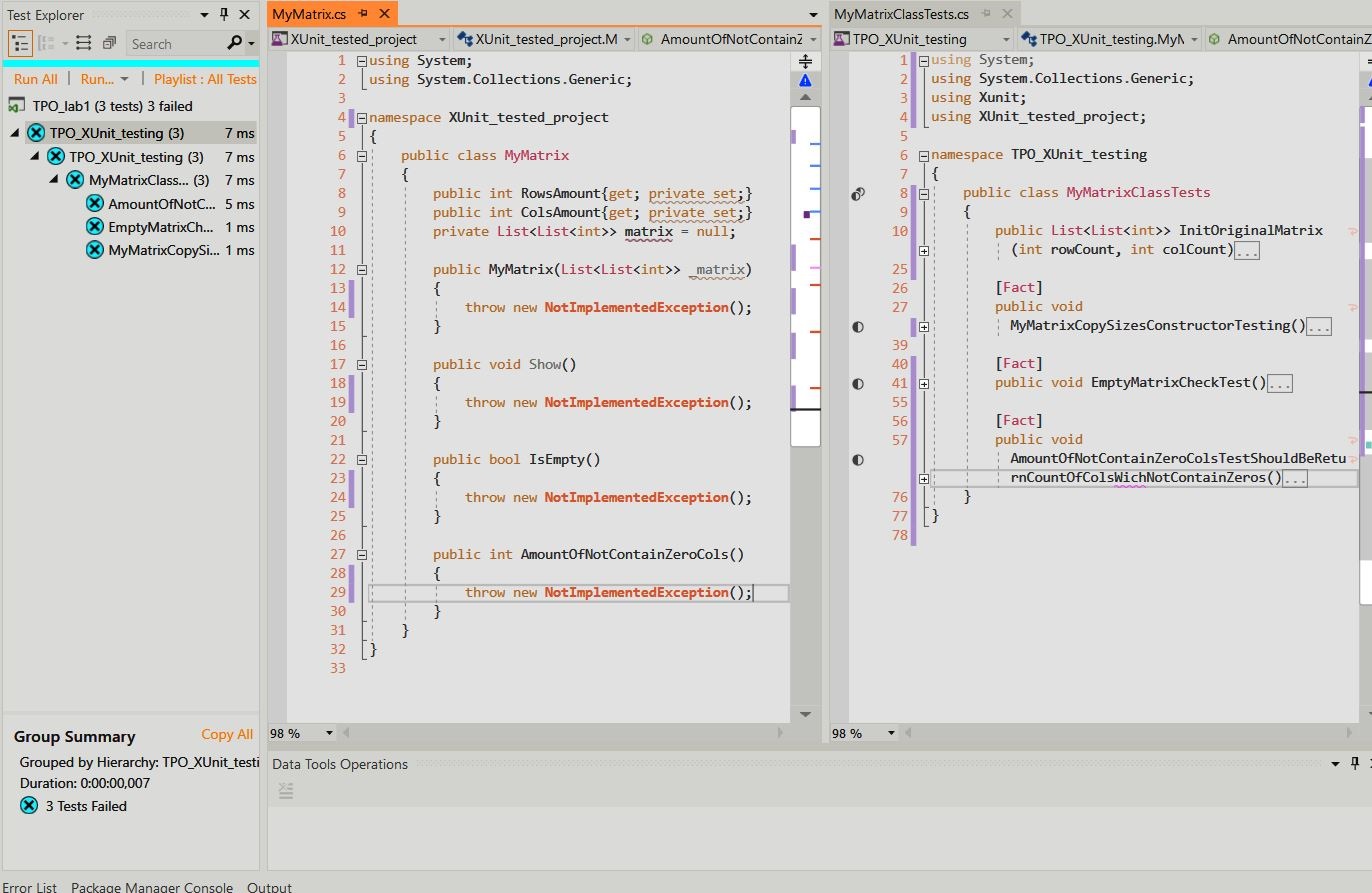 Test Explorer
Search
Run All | Run... | Playlist : All Tests
TPO_lab1 (3 tests) 3 failed
TPO_XUnit_testing (3) 7 ms
TPO_XUnit_testing (3) 7 ms
MyMatrixClass... (3) 7 ms
AmountOfNotC... 5 ms
EmptyMatrixCh... 1 ms
MyMatrixCopySi... 1 ms
Group Summary
Copy All
Grouped by Hierarchy: TPO_XUnit_testi
Duration: 0:00:00,007
3 Tests Failed
MyMatrix.cs
XUnit_tested_project
XUnit_tested_project.M
AmountOfNotContainZ
1 using System;
2 using System.Collections.Generic;
3
4 namespace XUnit_tested_project
5 {
6 public class MyMatrix
7 {
8 public int RowsAmount{get; private set;}
9 public int ColsAmount{get; private set;}
10 private List<List<int>> matrix = null;
11
12 public MyMatrix(List<List<int>> _matrix)
13 {
14 throw new NotImplementedException();
15 }
16
17 public void Show()
18 {
19 throw new NotImplementedException();
20 }
21
22 public bool IsEmpty()
23 {
24 throw new NotImplementedException();
25 }
26
27 public int AmountOfNotContainZeroCols()
28 {
29 throw new NotImplementedException();
30 }
31 }
32 }
33
98 %
MyMatrixClassTests.cs
TPO_XUnit_testing
TPO_XUnit_testing.MyM
AmountOfNotContainZ
1 using System;
2 using System.Collections.Generic;
3 using Xunit;
4 using XUnit_tested_project;
5
6 namespace TPO_XUnit_testing
7 {
8 public class MyMatrixClassTests
9 {
10 public List<List<int>> InitOriginalMatrix
(int rowCount, int colCount)...
25
26 [Fact]
27 public void
MyMatrixCopySizesConstructorTesting()...
39
40 [Fact]
41 public void EmptyMatrixCheckTest()...
55
56 [Fact]
57 public void
AmountOfNotContainZeroColsTestShouldBeRetu
rnCountOfColsWichNotContainZeros()...
76 }
77 }
78
98 %
Data Tools Operations
Error List Package Manager Console Output